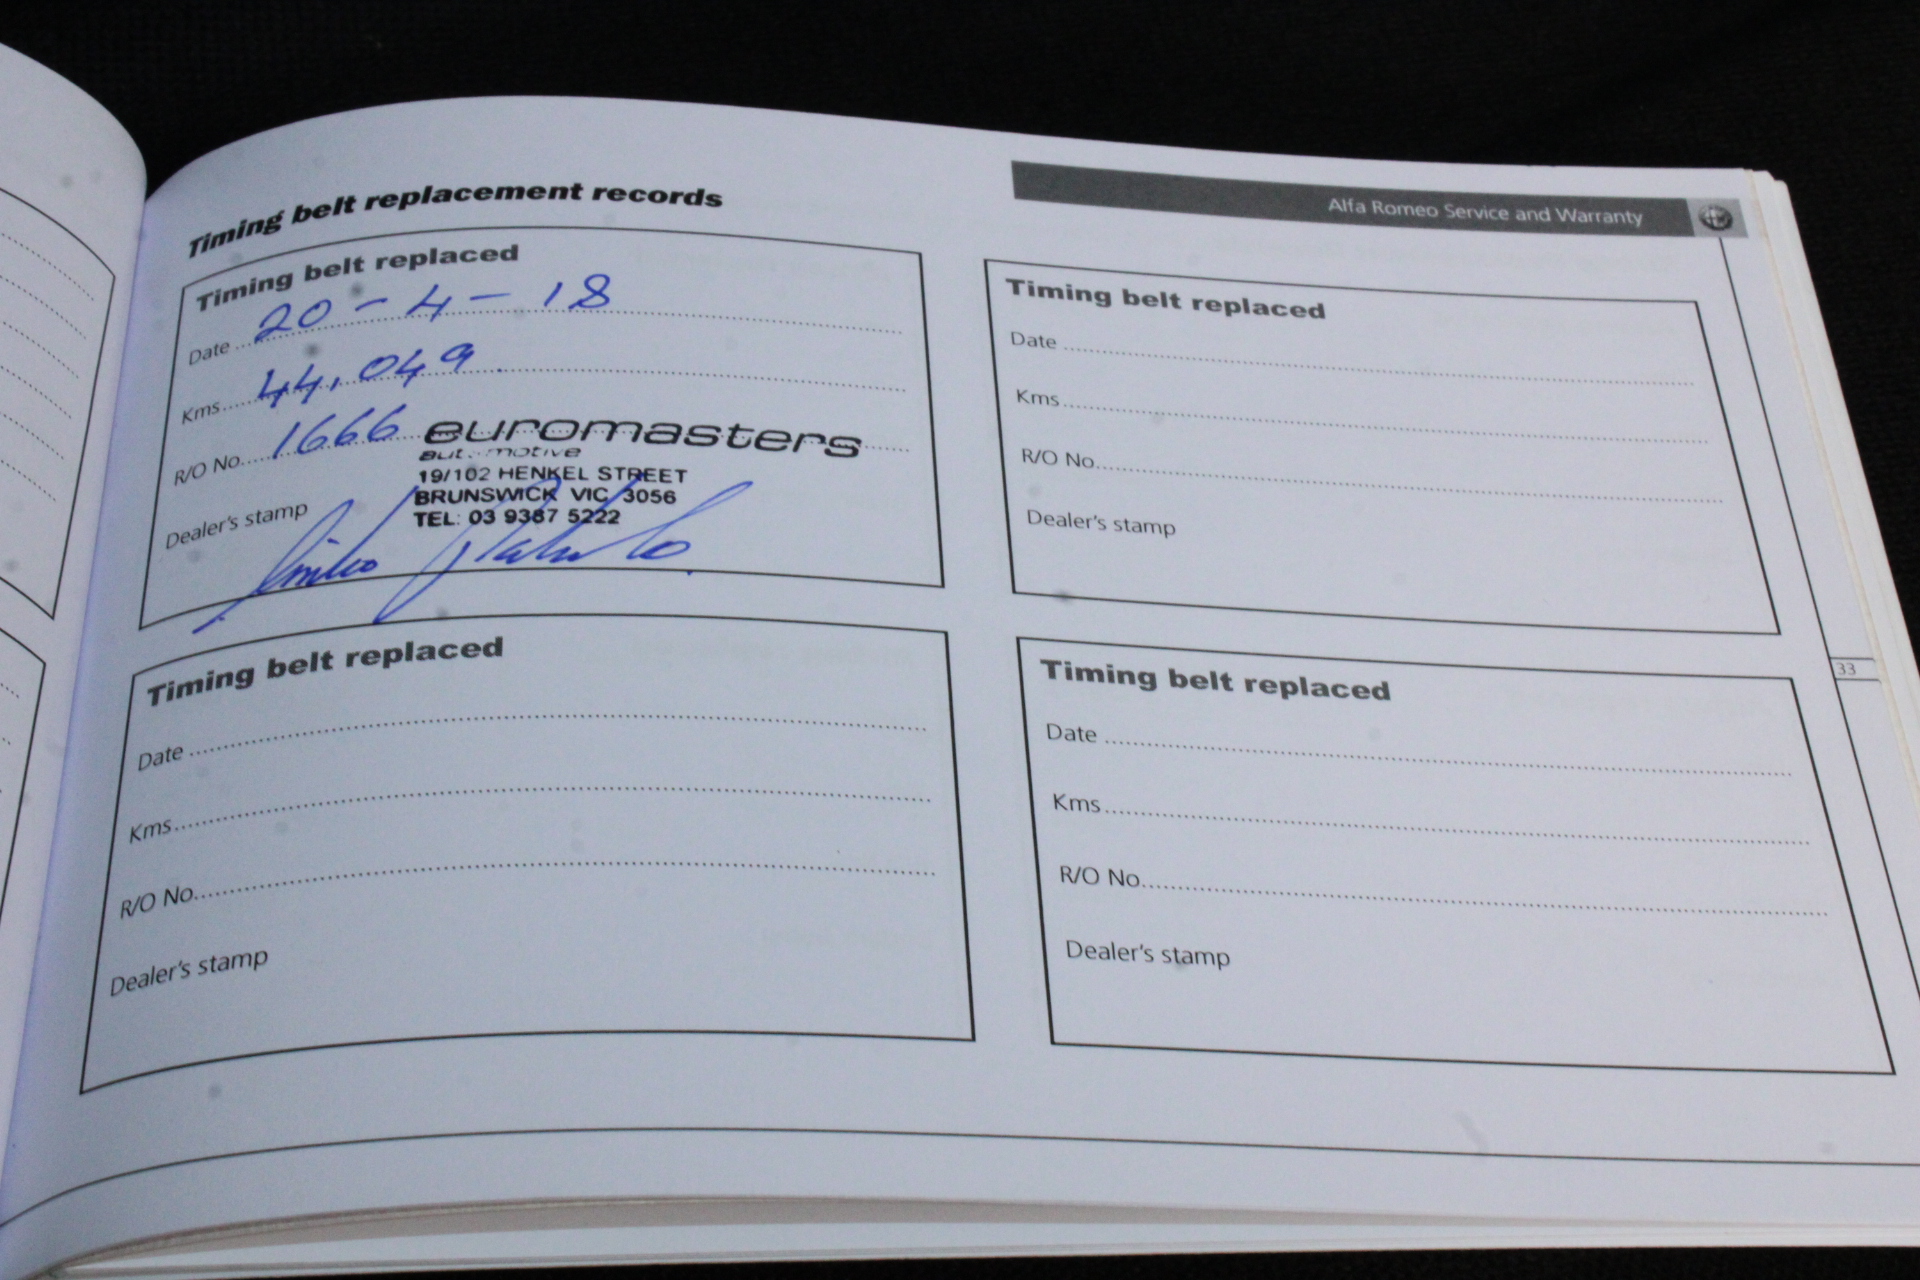 Alfa Romeo Service and Warranty
Timing belt replacement records
Timing belt replaced
Date 20 - 4 - 18
Kms 44,049
R/O No. 1666
euromasters
automotive
19/102 HENKEL STREET
BRUNSWICK VIC 3056
TEL: 03 9387 5222
Dealer's stamp
Timing belt replaced
Date
Kms
R/O No.
Dealer's stamp
Timing belt replaced
Date
Kms
R/O No.
Dealer's stamp
Timing belt replaced
Date
Kms
R/O No.
Dealer's stamp
33